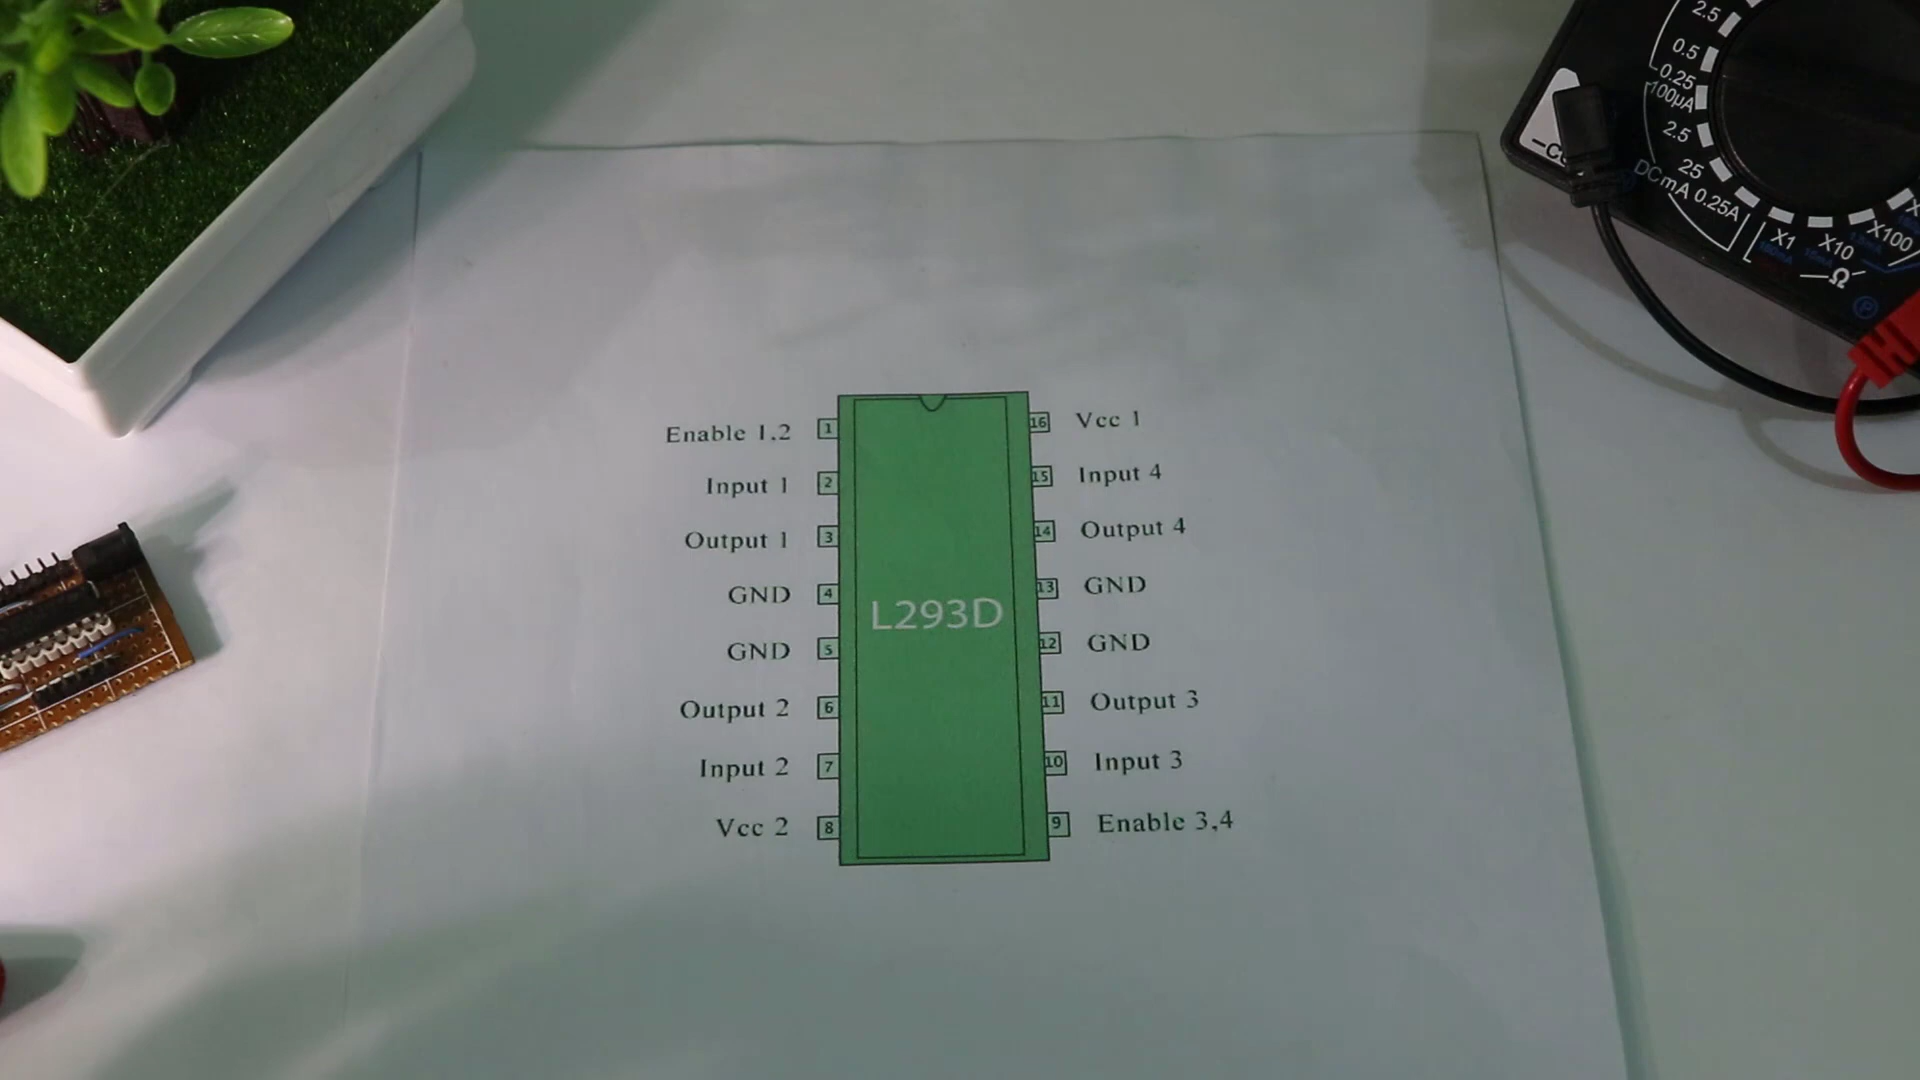 Enable 1,2 1 16 Vcc 1
Input 1 2 15 Input 4
Output 1 3 14 Output 4
GND 4 13 GND
L293D
GND 5 12 GND
Output 2 6 11 Output 3
Input 2 7 10 Input 3
Vcc 2 8 9 Enable 3,4
2.5
0.5
0.25
100µA
2.5
25
DC mA 0.25A
X1 X10 X100
Ω
P